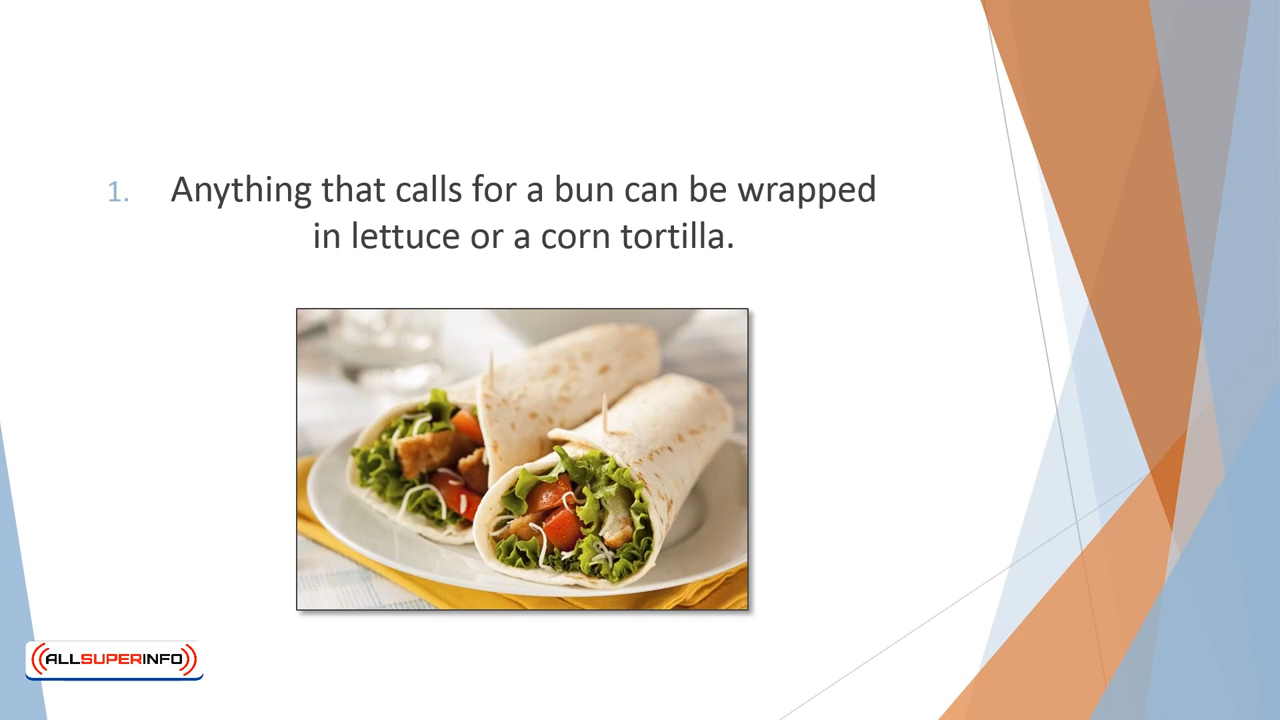 1. Anything that calls for a bun can be wrapped
in lettuce or a corn tortilla.
((ALLSUPERINFO))